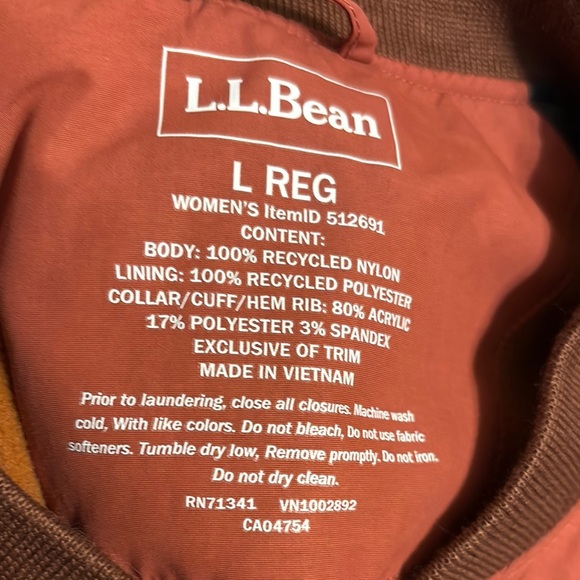 L.L.Bean
L REG
WOMEN'S ItemID 512691
CONTENT:
BODY: 100% RECYCLED NYLON
LINING: 100% RECYCLED POLYESTER
COLLAR/CUFF/HEM RIB: 80% ACRYLIC
17% POLYESTER 3% SPANDEX
EXCLUSIVE OF TRIM
MADE IN VIETNAM
Prior to laundering, close all closures. Machine wash
cold, With like colors. Do not bleach, Do not use fabric
softeners. Tumble dry low, Remove promptly. Do not iron.
Do not dry clean.
RN71341 VN1002892
CA04754